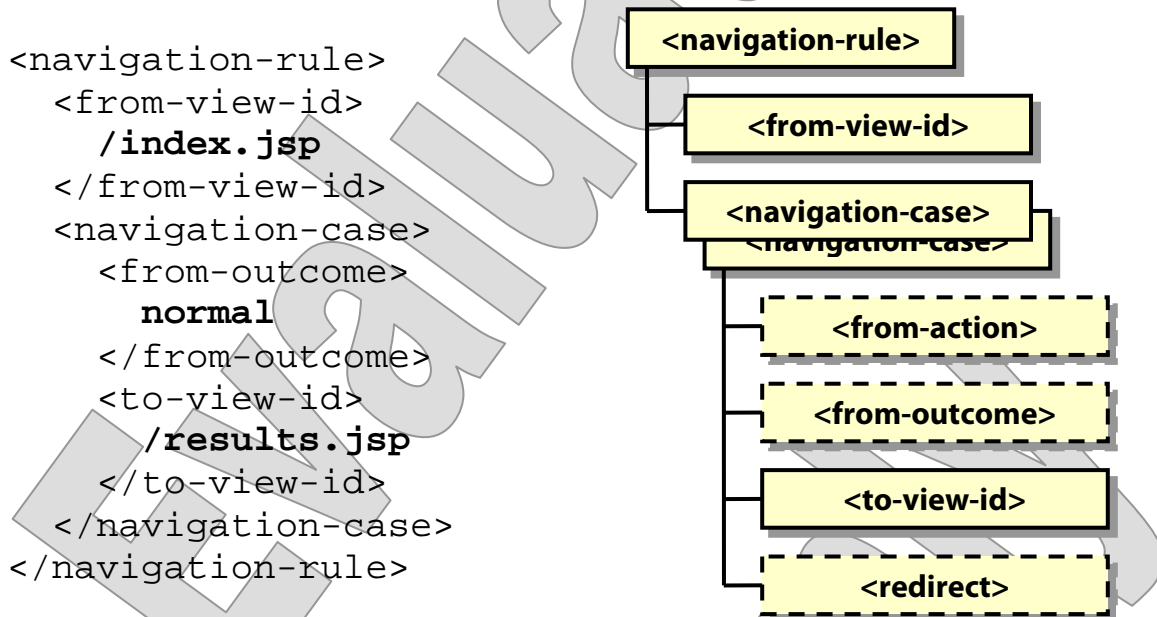 <navigation-rule>
<from-view-id>
/index.jsp
</from-view-id>
<navigation-case>
<from-outcome>
normal
</from-outcome>
<to-view-id>
/results.jsp
</to-view-id>
</navigation-case>
</navigation-rule>
<navigation-rule>
<from-view-id>
<navigation-case>
<navigation-case>
<from-action>
<from-outcome>
<to-view-id>
<redirect>